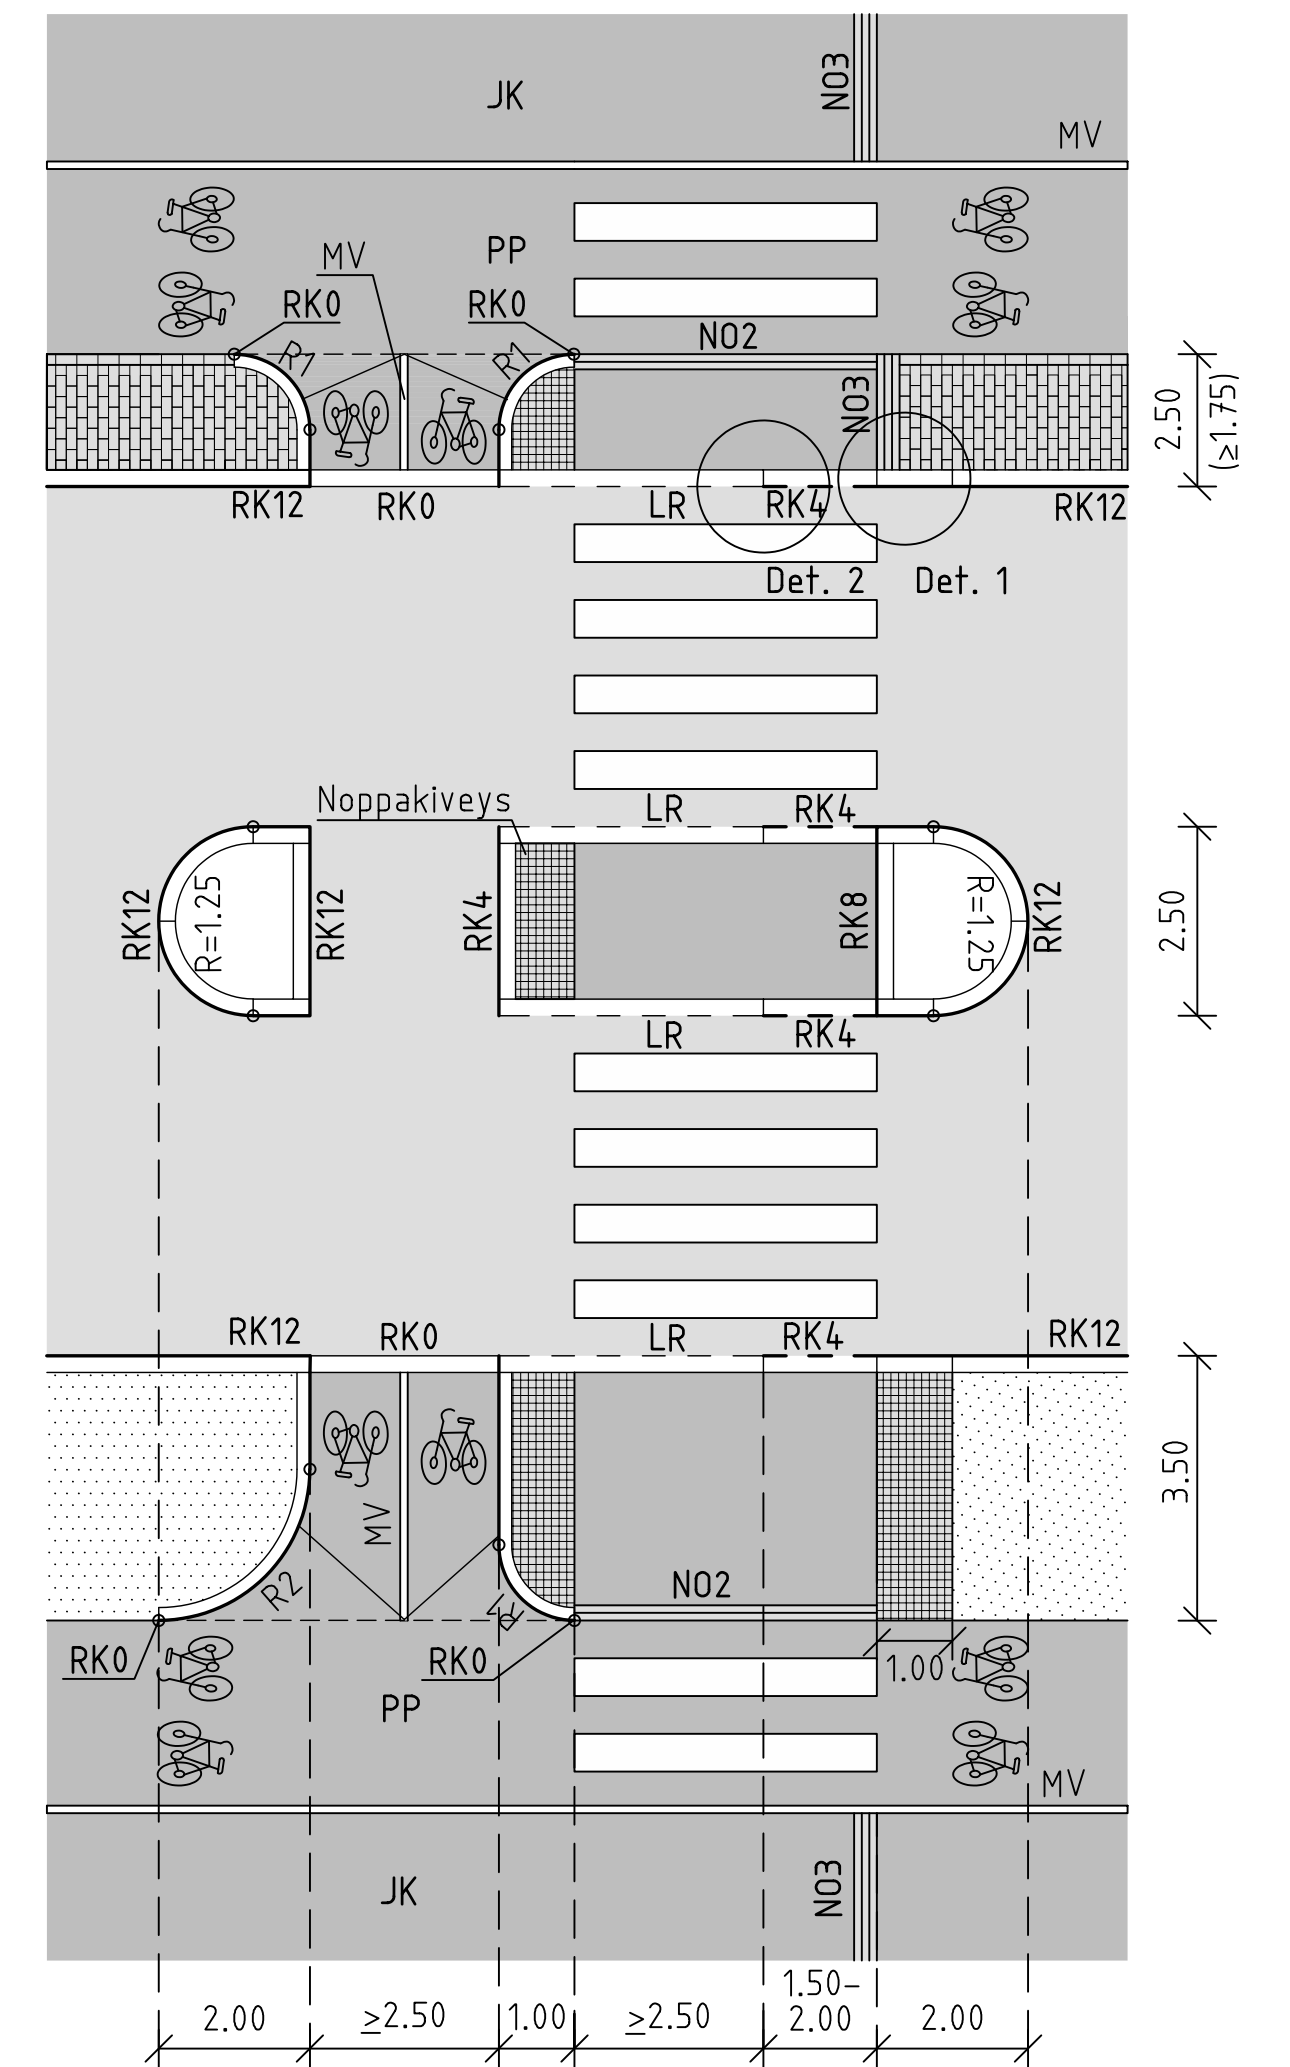 JK
NO3
MV
MV
PP
RK0
RK0
NO2
R1
R1
NO3
2.50
(≥1.75)
RK12
RK0
LR
RK4
RK12
Det. 2
Det. 1
Noppakiveys
LR
RK4
RK12
R=1.25
RK12
RK4
RK8
R=1.25
RK12
2.50
LR
RK4
RK12
RK0
LR
RK4
RK12
MV
3.50
R2
NO2
R1
RK0
RK0
1.00
PP
MV
JK
NO3
2.00
≥2.50
1.00
≥2.50
1.50-
2.00
2.00